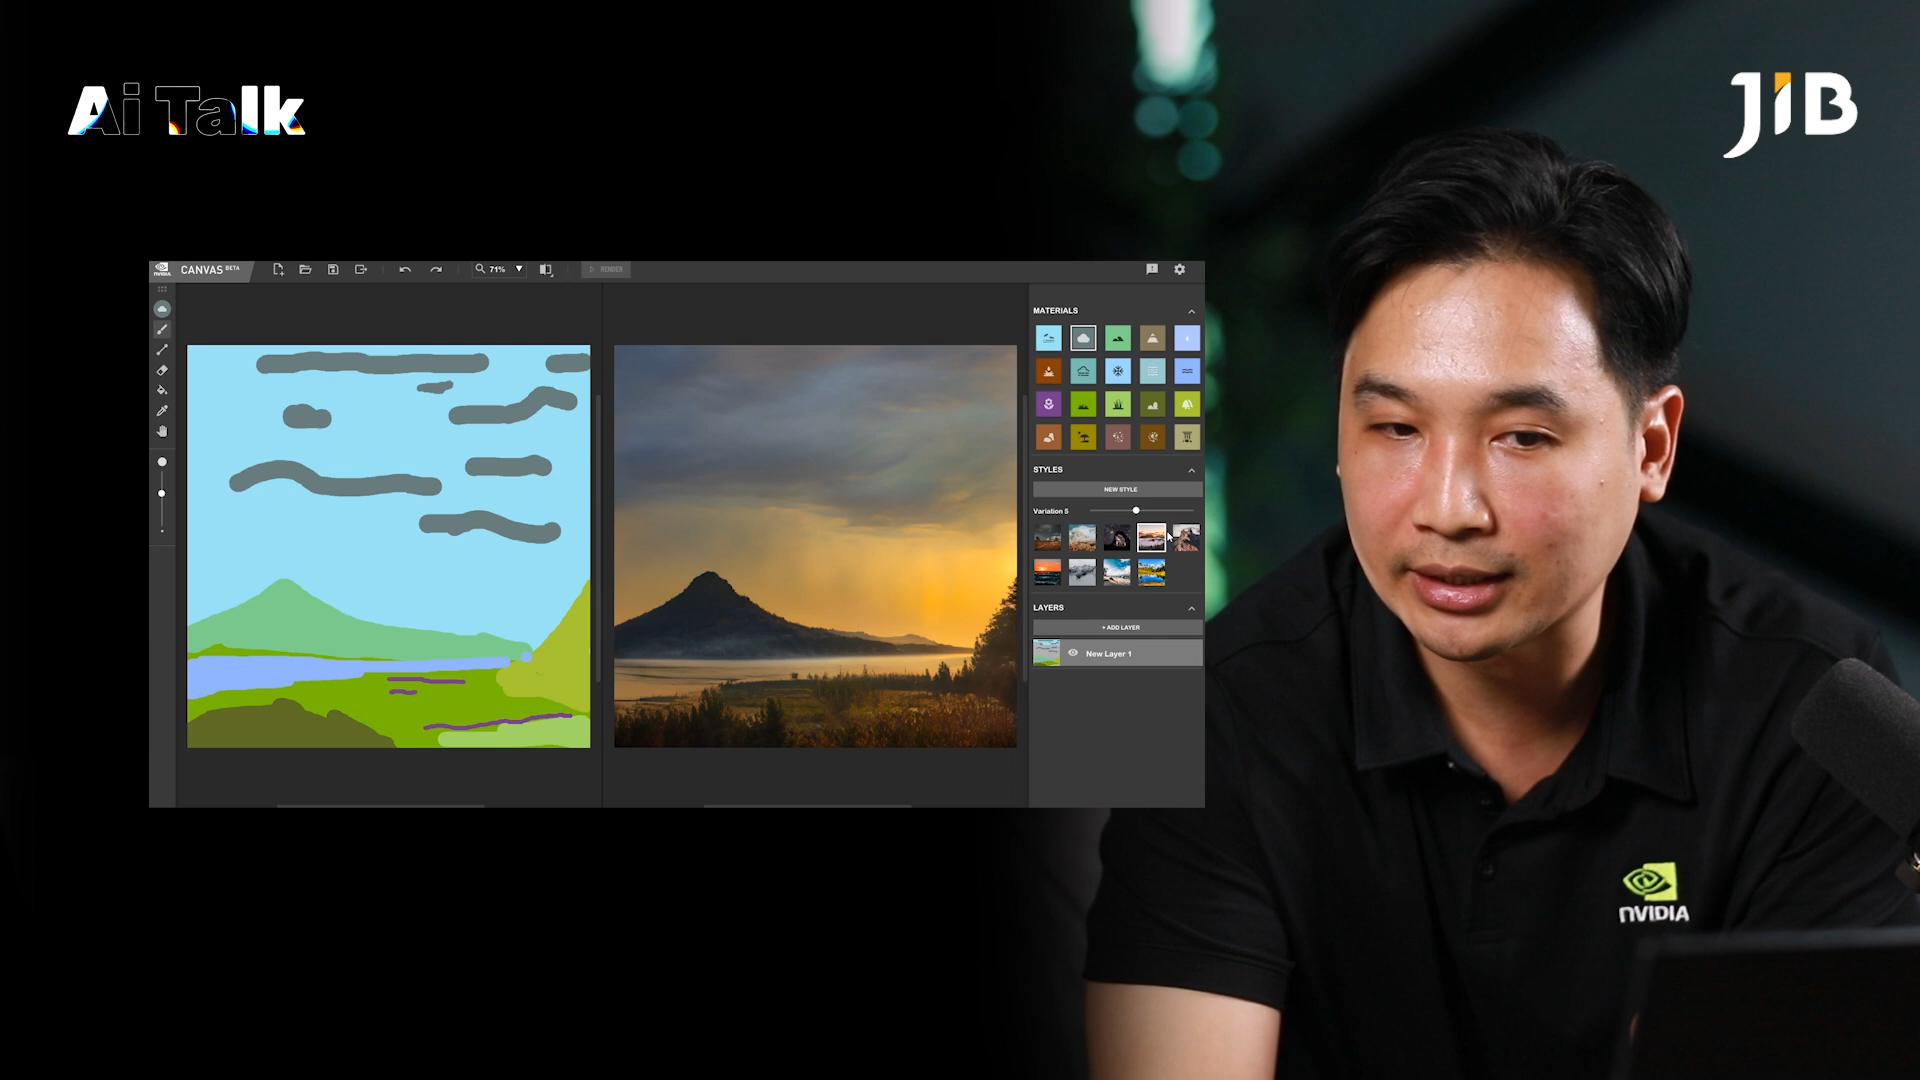 Ai Talk
JiB
NVIDIA
CANVAS BETA
71%
RENDER
MATERIALS
STYLES
NEW STYLE
Variation 5
LAYERS
+ ADD LAYER
New Layer 1
NVIDIA